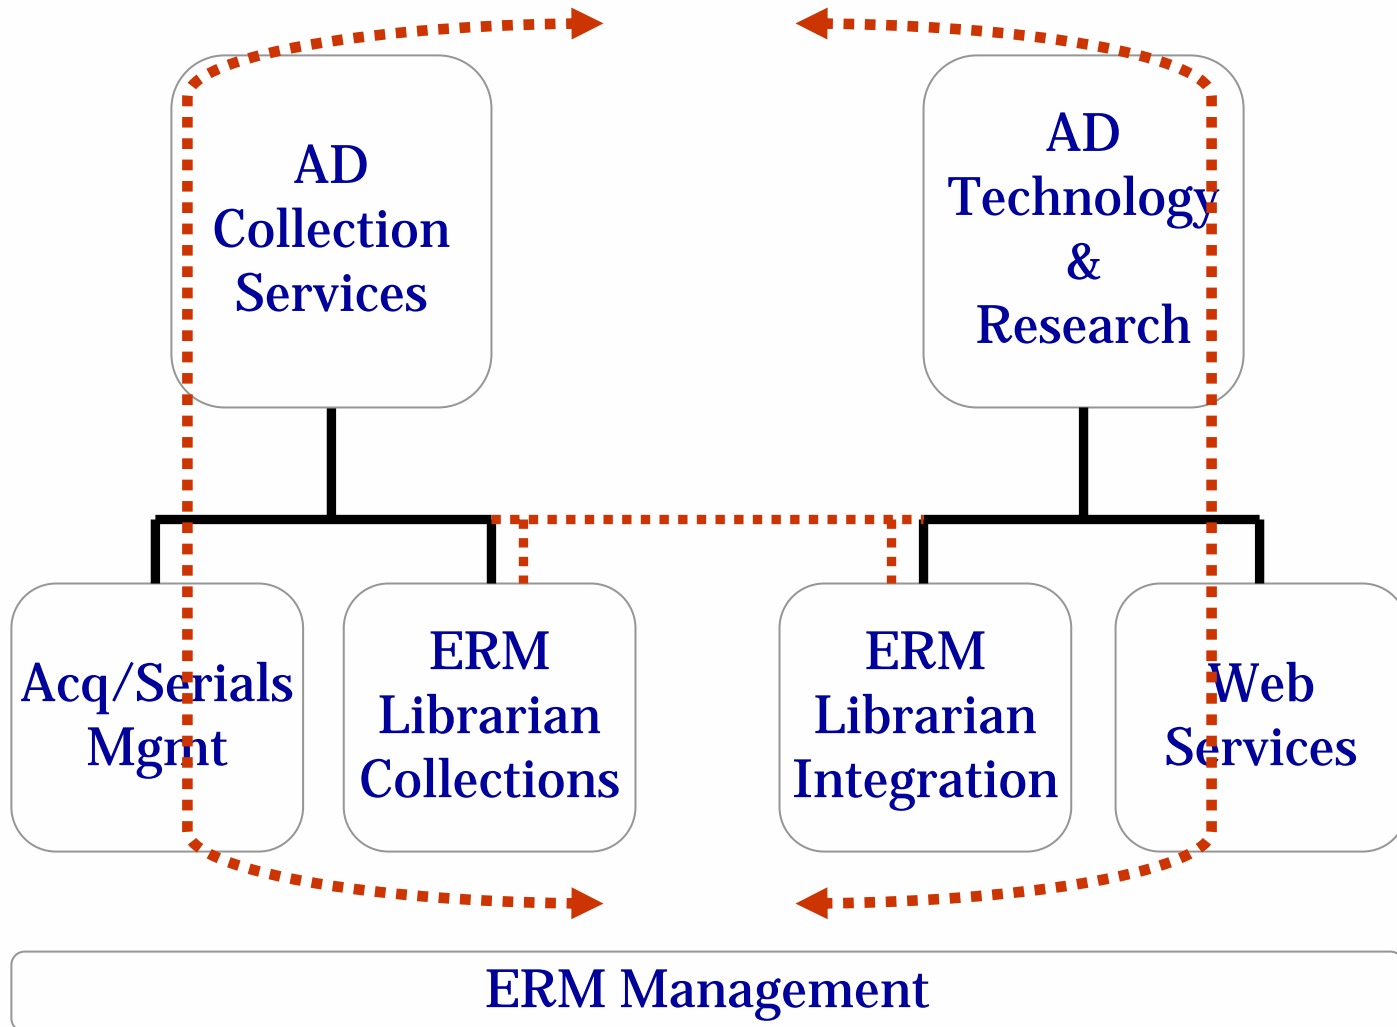 AD
Collection
Services
AD
Technology
&
Research
Acq/Serials
Mgmt
ERM
Librarian
Collections
ERM
Librarian
Integration
Web
Services
ERM Management